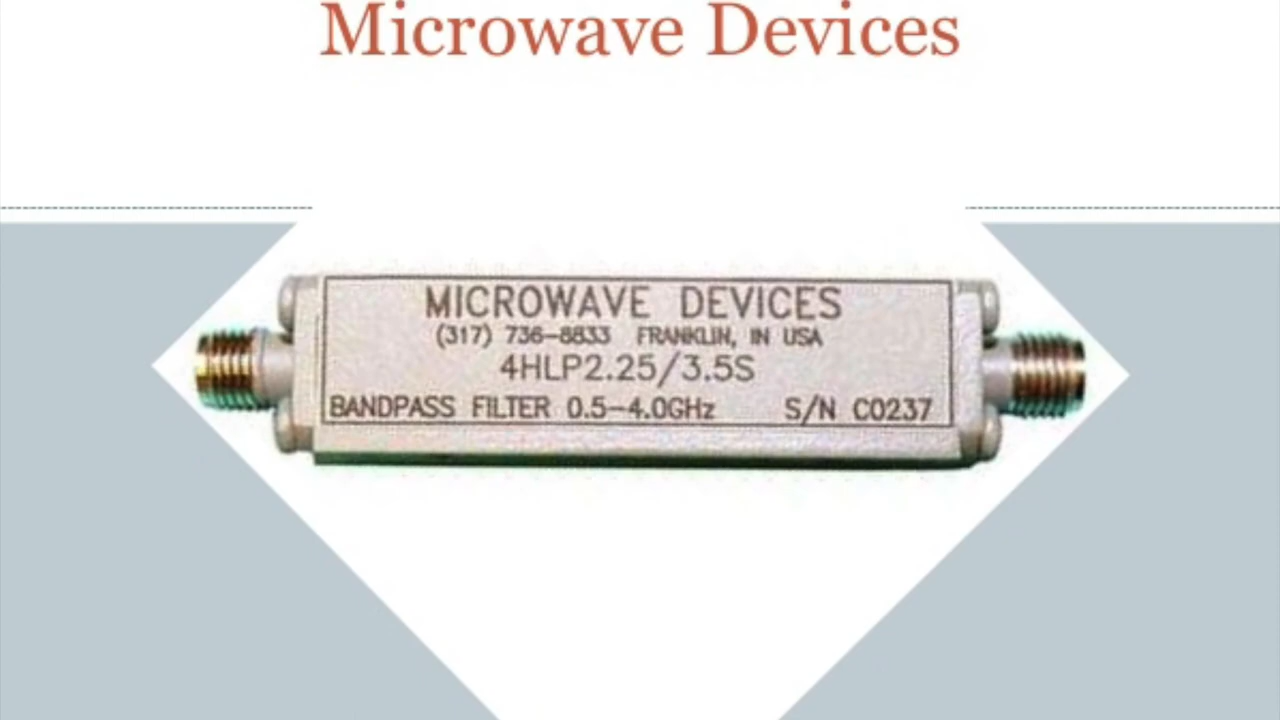 Microwave Devices
MICROWAVE DEVICES
(317) 736-8833 FRANKLIN, IN USA
4HLP2.25/3.5S
BANDPASS FILTER 0.5-4.0GHz S/N C0237